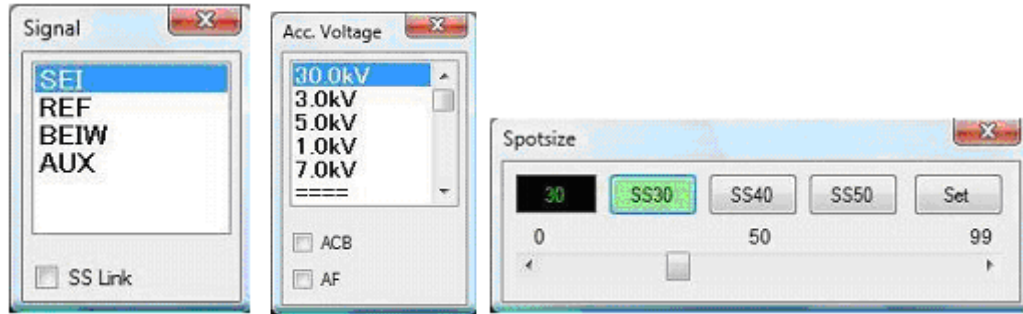 Signal
SEI
REF
BEIW
AUX
SS Link
Acc. Voltage
30.0kV
3.0kV
5.0kV
1.0kV
7.0kV
====
ACB
AF
Spotsize
30 SS30 SS40 SS50 Set
0 50 99